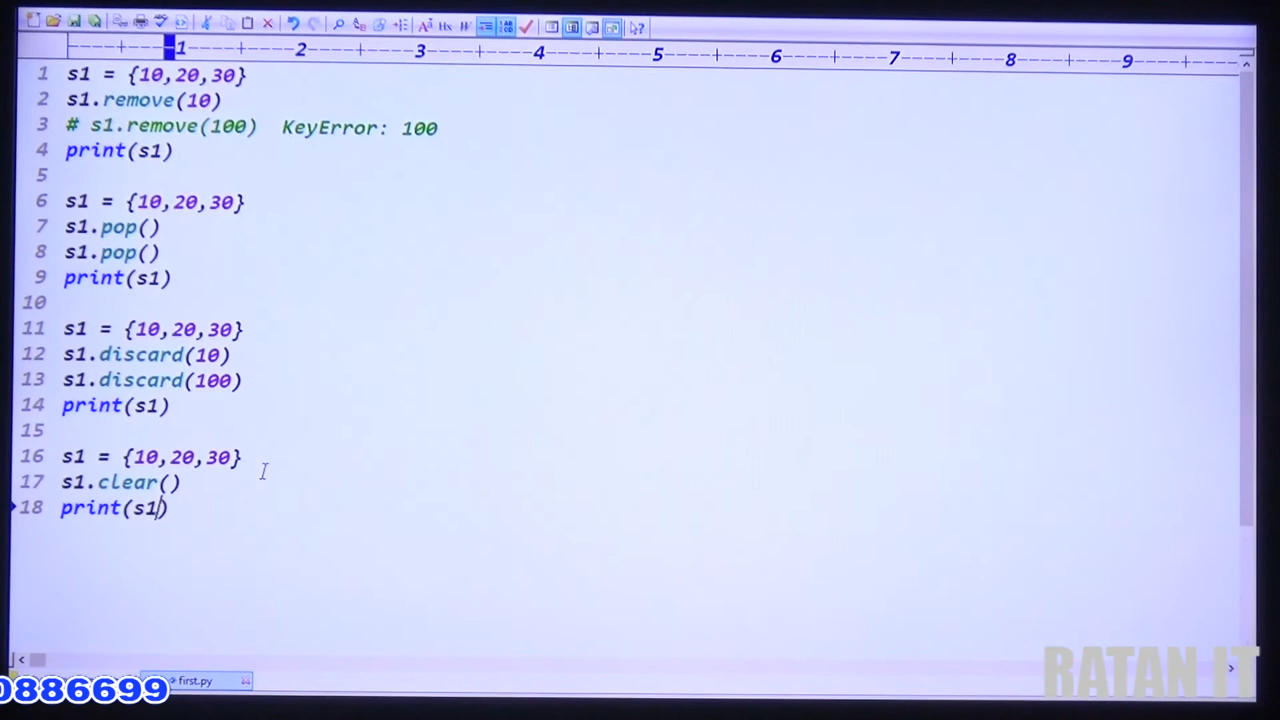 1 2 3 4 5 6 7 8 9
1 s1 = {10,20,30}
2 s1.remove(10)
3 # s1.remove(100)  KeyError: 100
4 print(s1)
5
6 s1 = {10,20,30}
7 s1.pop()
8 s1.pop()
9 print(s1)
10
11 s1 = {10,20,30}
12 s1.discard(10)
13 s1.discard(100)
14 print(s1)
15
16 s1 = {10,20,30}
17 s1.clear()
18 print(s1)
RATAN IT
first.py
0886699